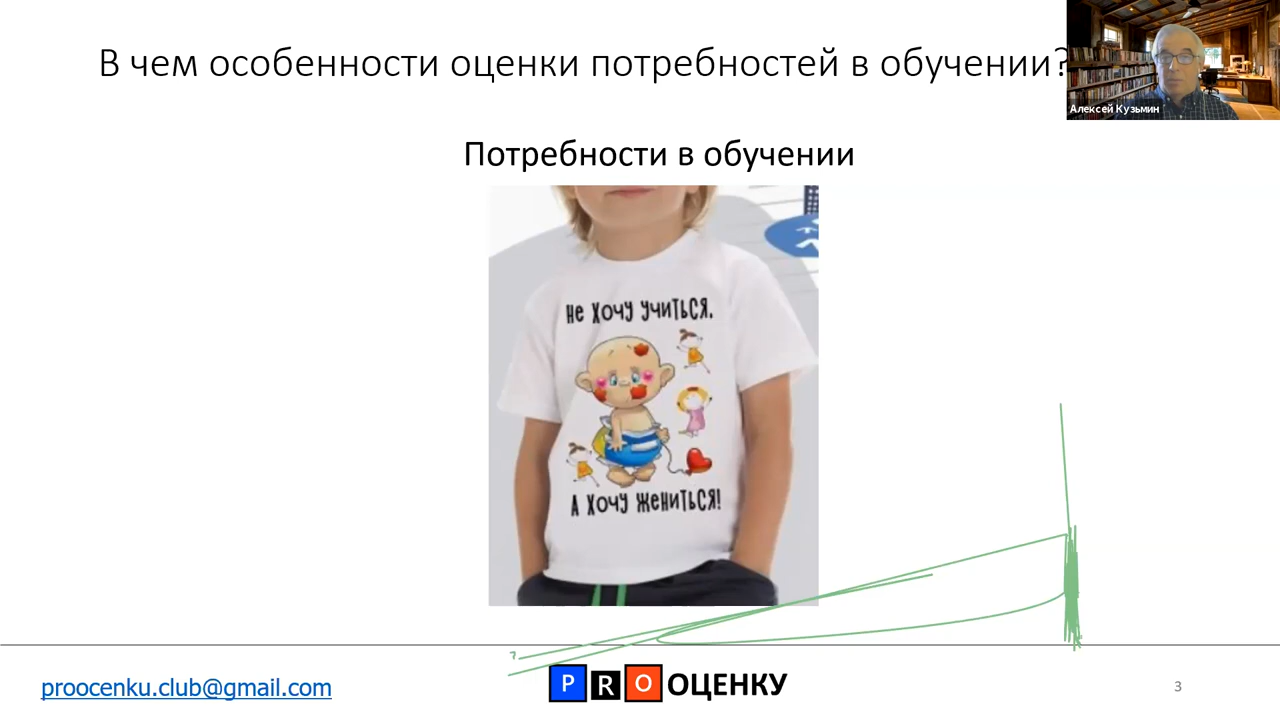 В чем особенности оценки потребностей в обучении?
Алексей Кузьмин
Потребности в обучении
Не хочу учиться,
А хочу жениться!
proocenku.club@gmail.com
PRO ОЦЕНКУ
3